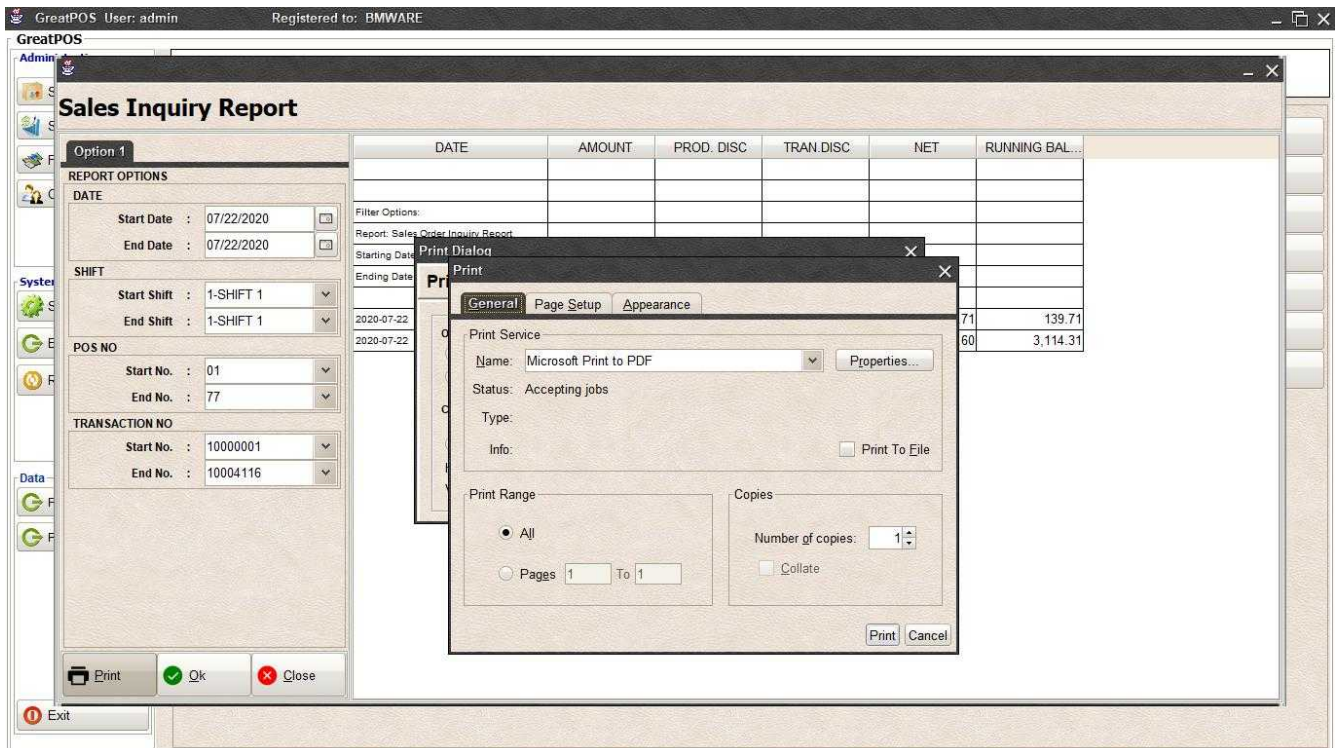 GreatPOS User: admin Registered to: BMWARE
GreatPOS
Sales Inquiry Report
Option 1
REPORT OPTIONS
DATE
Start Date : 07/22/2020
End Date : 07/22/2020
SHIFT
Start Shift : 1-SHIFT 1
End Shift : 1-SHIFT 1
POS NO
Start No. : 01
End No. : 77
TRANSACTION NO
Start No. : 10000001
End No. : 10004116
Print Ok Close
DATE AMOUNT PROD. DISC TRAN.DISC NET RUNNING BAL...
Filter Options:
Report: Sales Order Inquiry Report
Starting Date
Ending Date
2020-07-22 71 139.71
2020-07-22 60 3,114.31
Print Dialog
Print
General Page Setup Appearance
Print Service
Name: Microsoft Print to PDF Properties...
Status: Accepting jobs
Type:
Info: Print To File
Print Range
All
Pages 1 To 1
Copies
Number of copies: 1
Collate
Print Cancel
Data
Exit